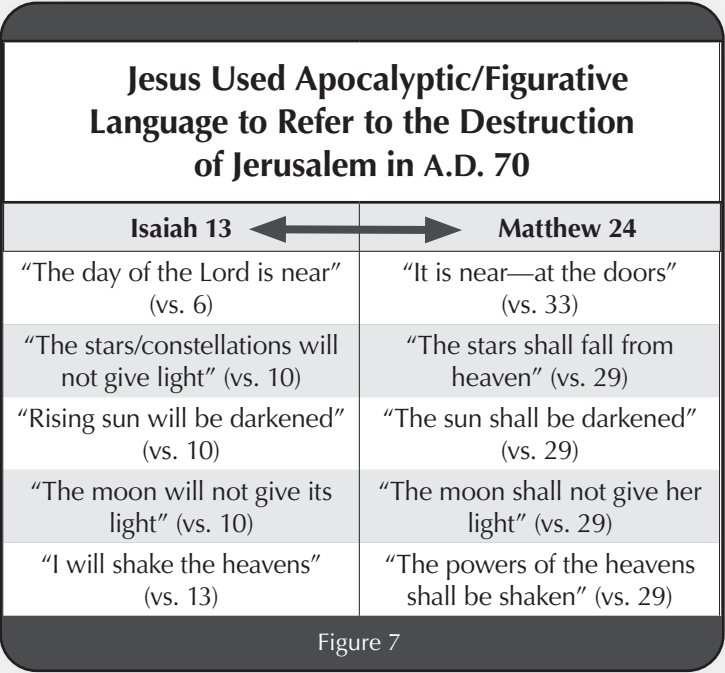 Jesus Used Apocalyptic/Figurative
Language to Refer to the Destruction
of Jerusalem in A.D. 70
Isaiah 13 Matthew 24
“The day of the Lord is near”
(vs. 6)
“It is near—at the doors”
(vs. 33)
“The stars/constellations will
not give light” (vs. 10)
“The stars shall fall from
heaven” (vs. 29)
“Rising sun will be darkened”
(vs. 10)
“The sun shall be darkened”
(vs. 29)
“The moon will not give its
light” (vs. 10)
“The moon shall not give her
light” (vs. 29)
“I will shake the heavens”
(vs. 13)
“The powers of the heavens
shall be shaken” (vs. 29)
Figure 7